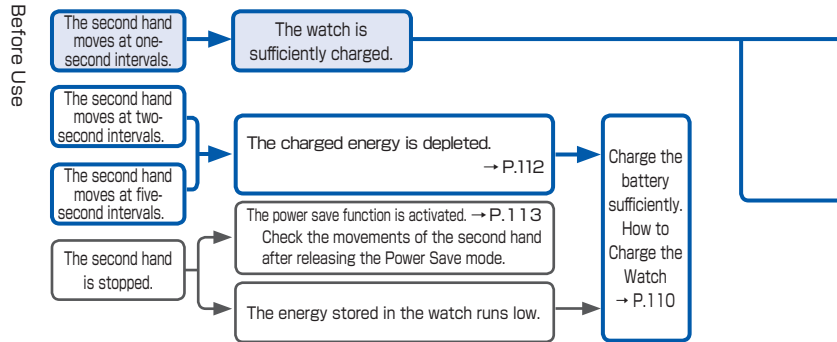 Before Use
The second hand
moves at one-
second intervals.
The watch is
sufficiently charged.
The second hand
moves at two-
second intervals.
The second hand
moves at five-
second intervals.
The charged energy is depleted.
→ P.112
The second hand
is stopped.
The power save function is activated. → P.113
Check the movements of the second hand
after releasing the Power Save mode.
The energy stored in the watch runs low.
Charge the
battery
sufficiently.
How to
Charge the
Watch
→ P.110